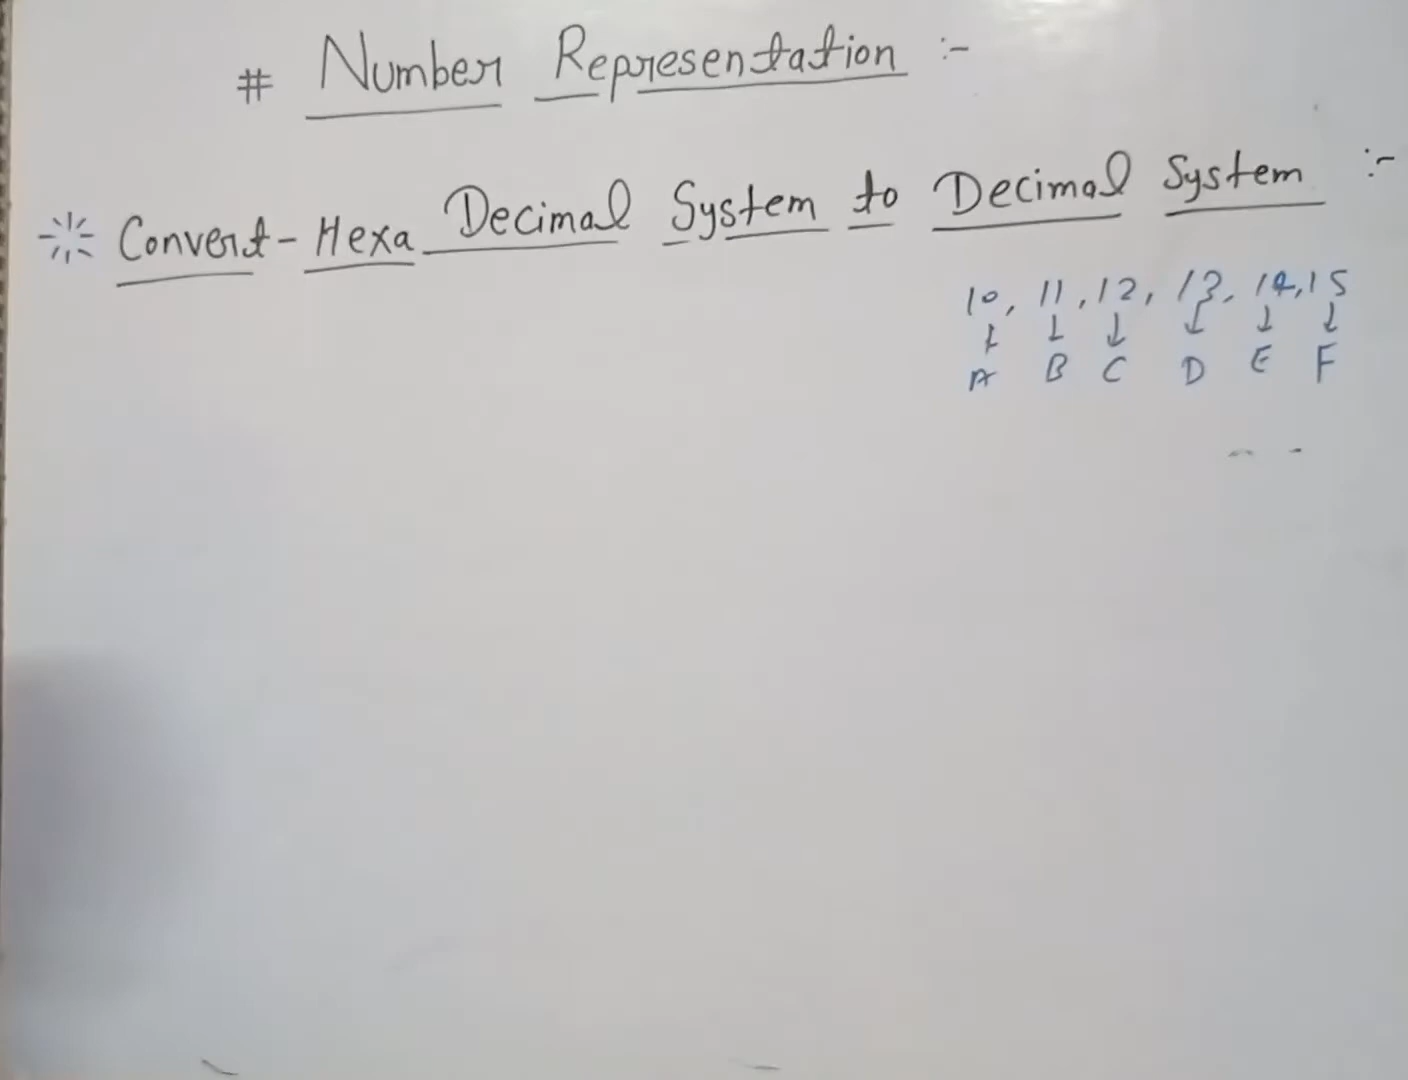 # Number Representation :-
Convert - Hexa Decimal System to Decimal System :-
10, 11, 12, 13, 14, 15
↓ ↓ ↓ ↓ ↓ ↓
A B C D E F